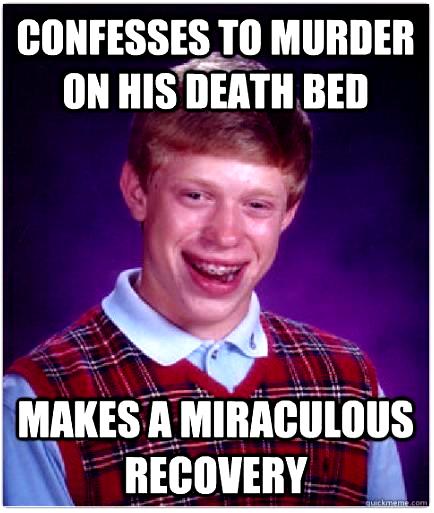 CONFESSES TO MURDER
ON HIS DEATH BED
MAKES A MIRACULOUS
RECOVERY
quickmeme.com